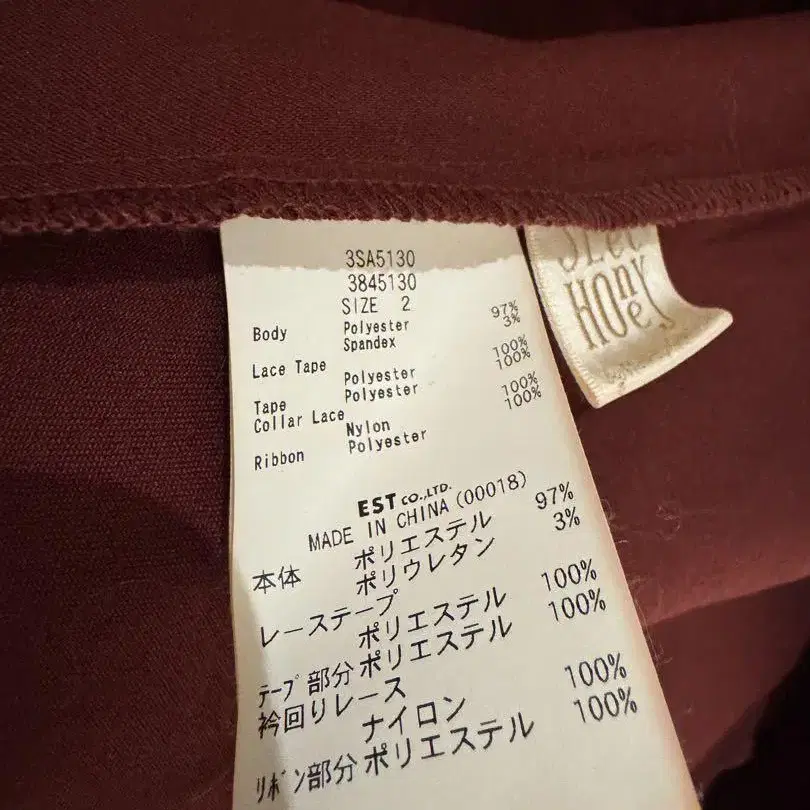 3SA5130
3845130
SIZE 2
Body Polyester 97%
Spandex 3%
Lace Tape
Polyester 100%
Tape Polyester 100%
Collar Lace
Nylon 100%
Ribbon Polyester 100%
EST CO.,LTD.
MADE IN CHINA (00018)
本体 ポリエステル 97%
ポリウレタン 3%
レーステープ
ポリエステル 100%
テープ部分 ポリエステル 100%
衿回りレース
ナイロン 100%
リボン部分 ポリエステル 100%
HOneY